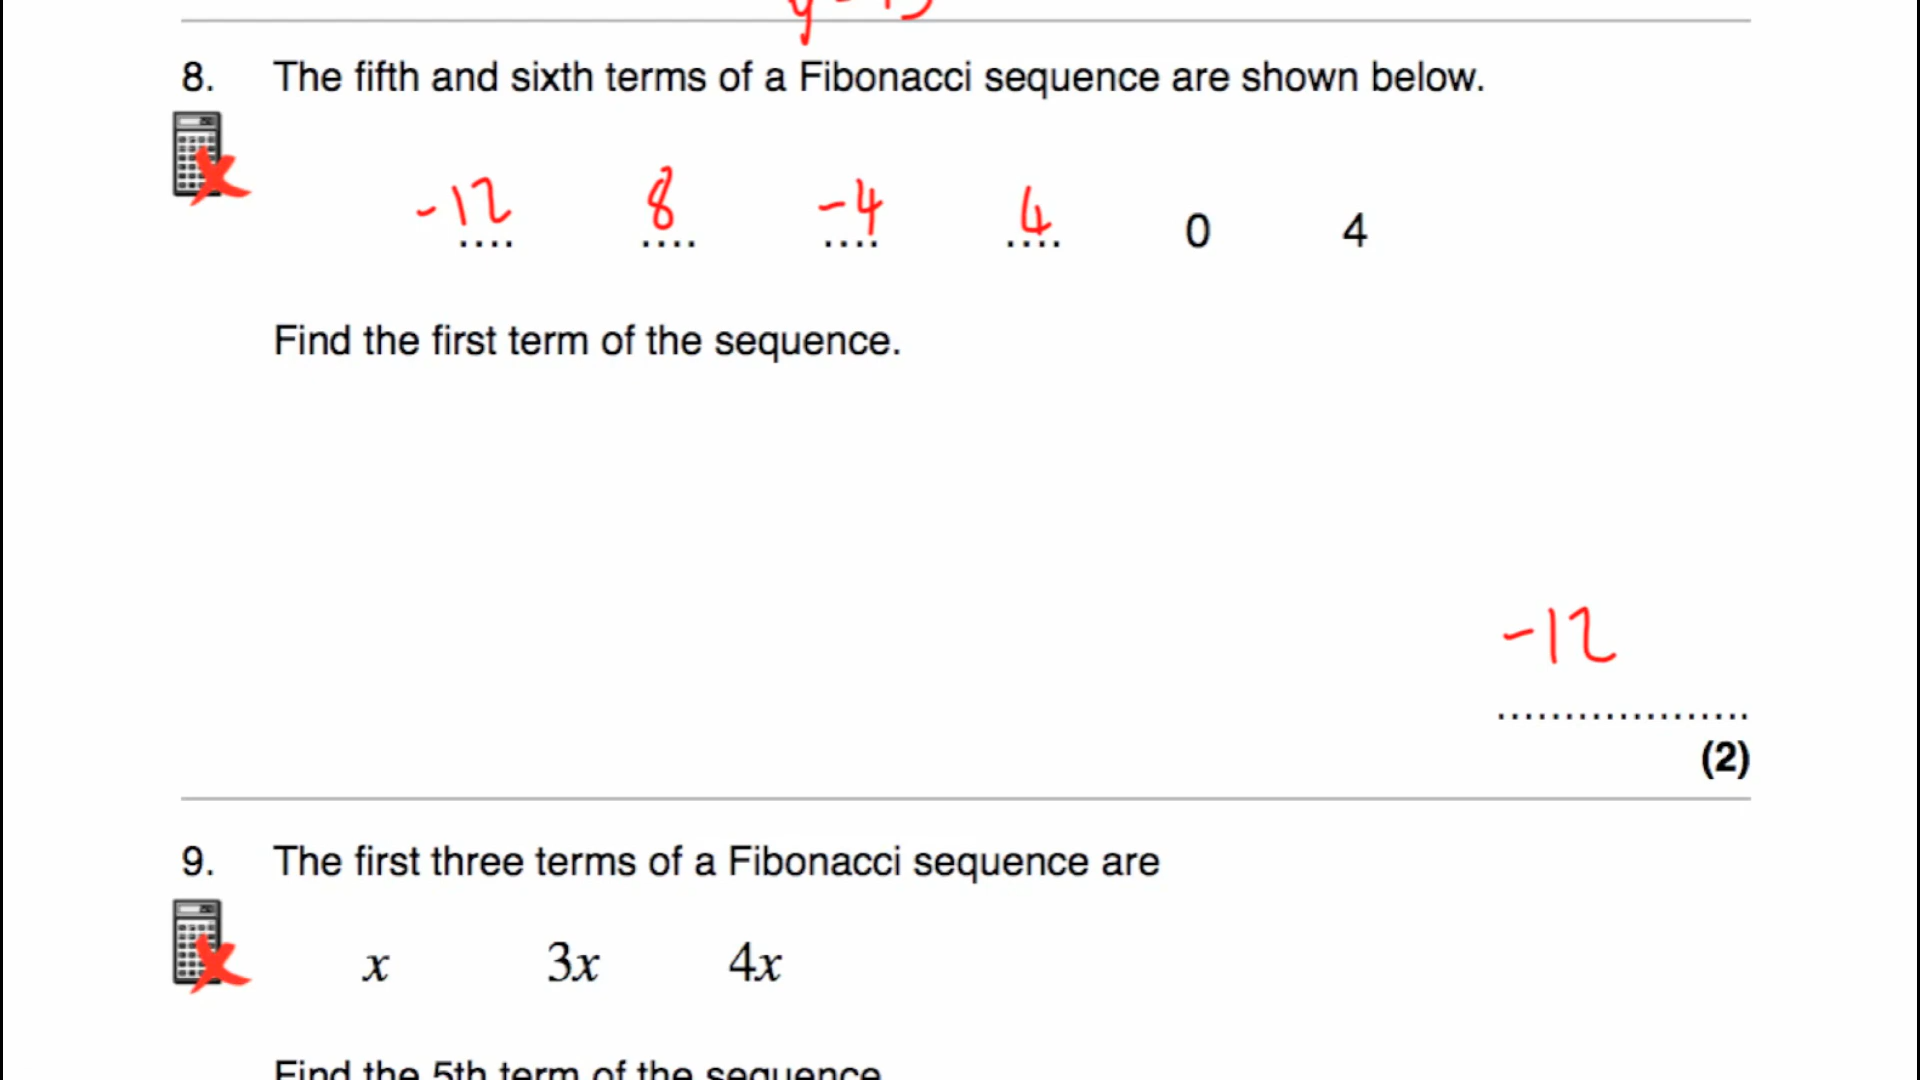 8. The fifth and sixth terms of a Fibonacci sequence are shown below.
-12 8 -4 4 0 4
.... .... .... ....
Find the first term of the sequence.
-12
...................
(2)
9. The first three terms of a Fibonacci sequence are
x 3x 4x
Find the 5th term of the sequence